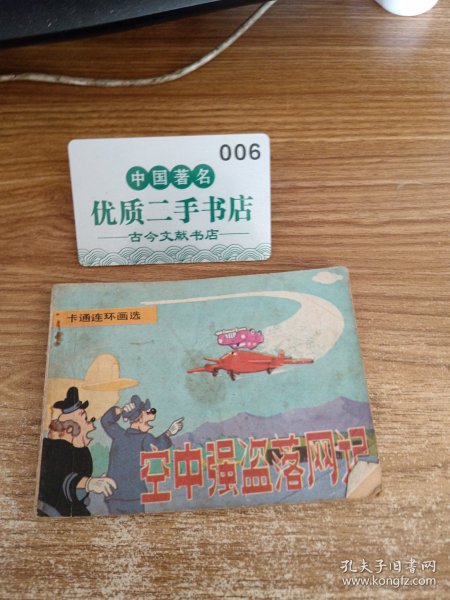 006
中国著名
优质二手书店
古今文献书店
卡通连环画选
空中强盗落网记
孔夫子旧书网
www.kongfz.com